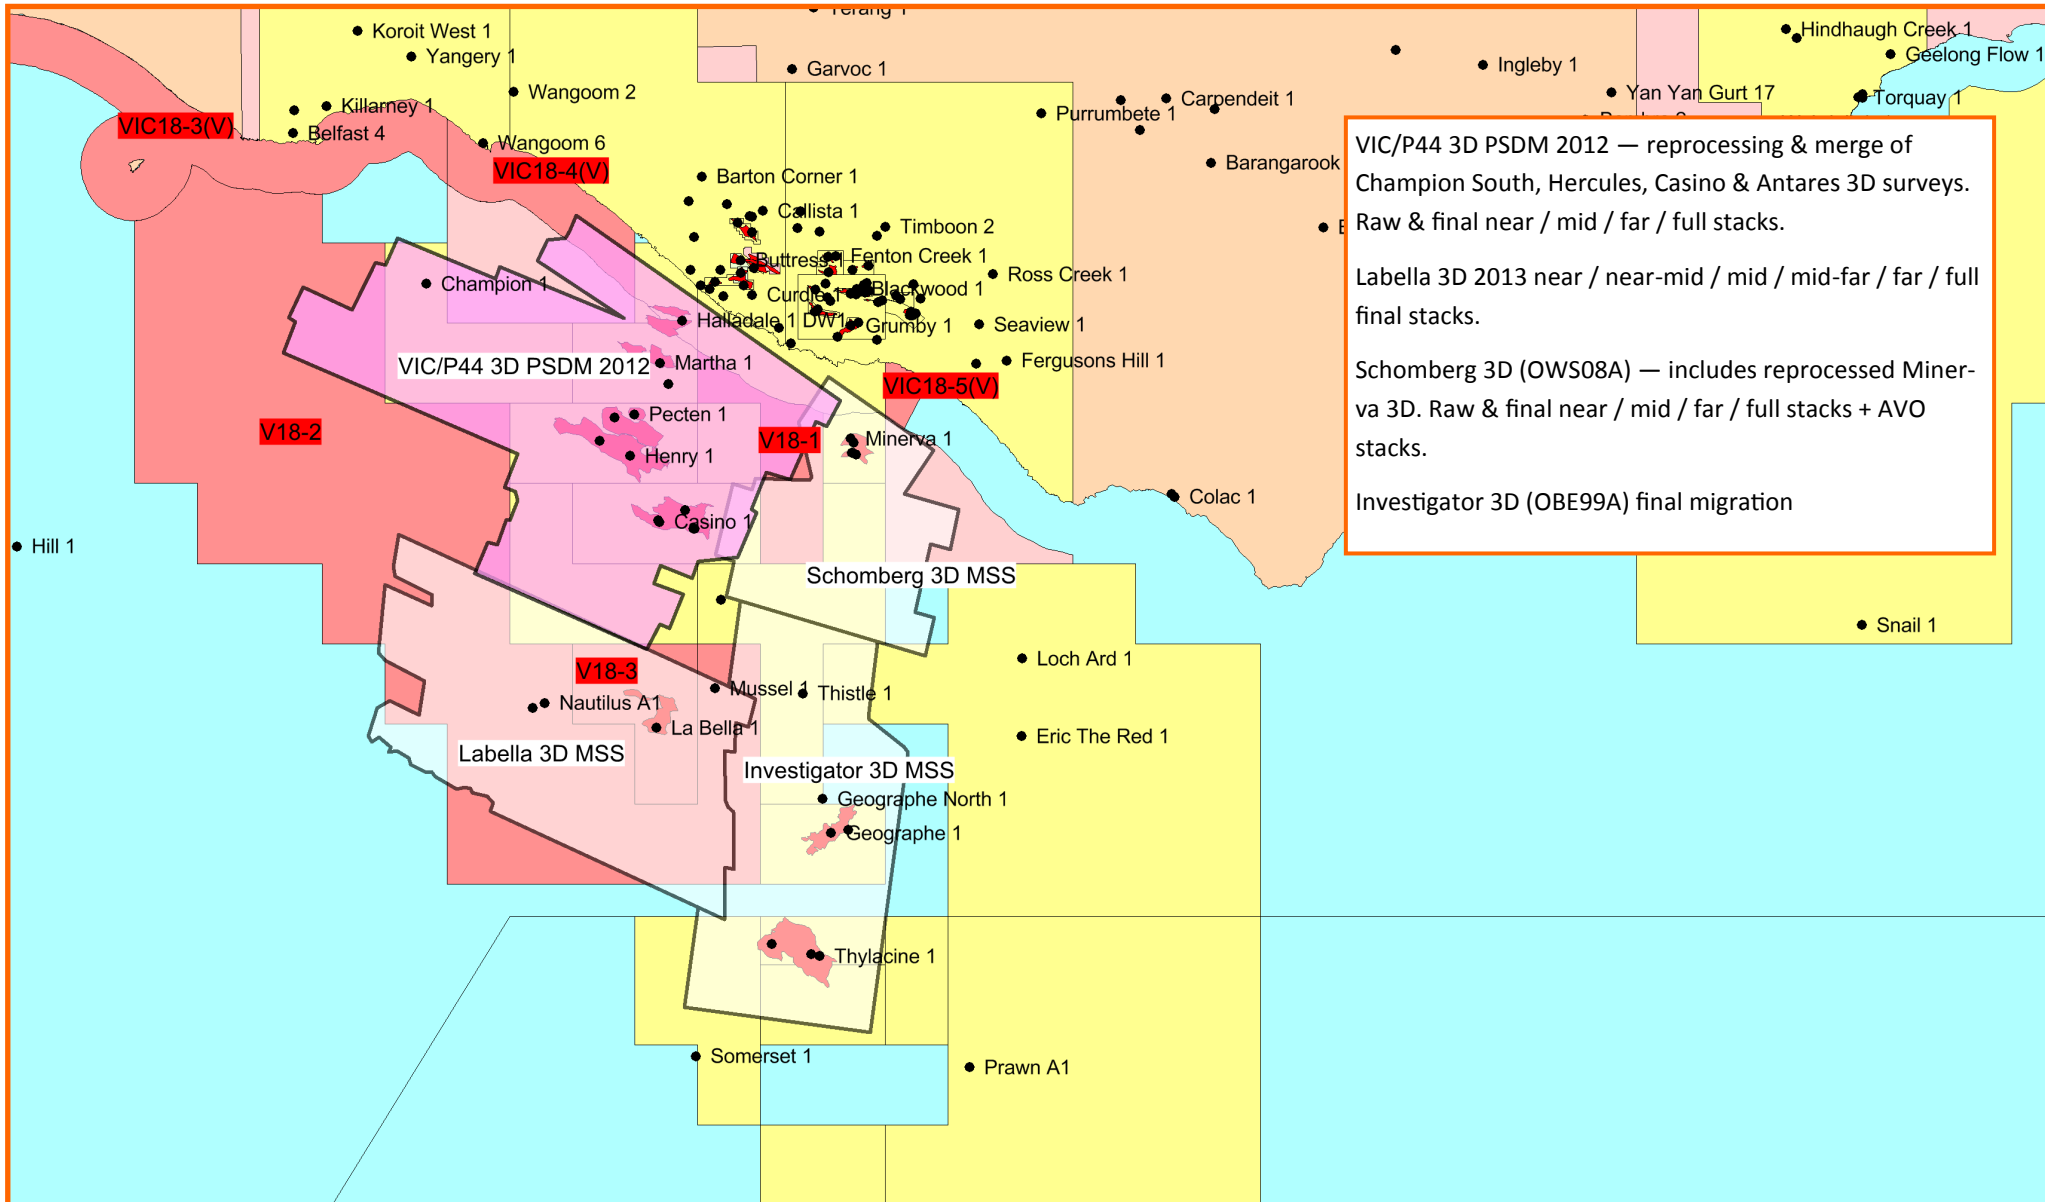 Terang 1
Koroit West 1
Hindhaugh Creek 1
Yangery 1
Geelong Flow 1
Garvoc 1
Ingleby 1
Wangoom 2
Yan Yan Gurt 17
Torquay 1
Carpendeit 1
Killarney 1
Purrumbete 1
VIC18-3(V)
Belfast 4
Wangoom 6
VIC18-4(V)
Barangarook
Barton Corner 1
Callista 1
Timboon 2
Fenton Creek 1
Buttress 1
Ross Creek 1
Champion 1
Curdie 1
Blackwood 1
Halladale 1 DW1
Grumby 1
Seaview 1
VIC/P44 3D PSDM 2012
Martha 1
Fergusons Hill 1
VIC18-5(V)
Pecten 1
V18-2
V18-1
Minerva 1
Henry 1
Colac 1
Casino 1
Hill 1
Schomberg 3D MSS
Snail 1
Loch Ard 1
V18-3
Mussel 1
Thistle 1
Nautilus A1
La Bella 1
Eric The Red 1
Labella 3D MSS
Investigator 3D MSS
Geographe North 1
Geographe 1
Thylacine 1
Somerset 1
Prawn A1
VIC/P44 3D PSDM 2012 — reprocessing & merge of
Champion South, Hercules, Casino & Antares 3D surveys.
Raw & final near / mid / far / full stacks.
Labella 3D 2013 near / near-mid / mid / mid-far / far / full
final stacks.
Schomberg 3D (OWS08A) — includes reprocessed Miner-
va 3D. Raw & final near / mid / far / full stacks + AVO
stacks.
Investigator 3D (OBE99A) final migration